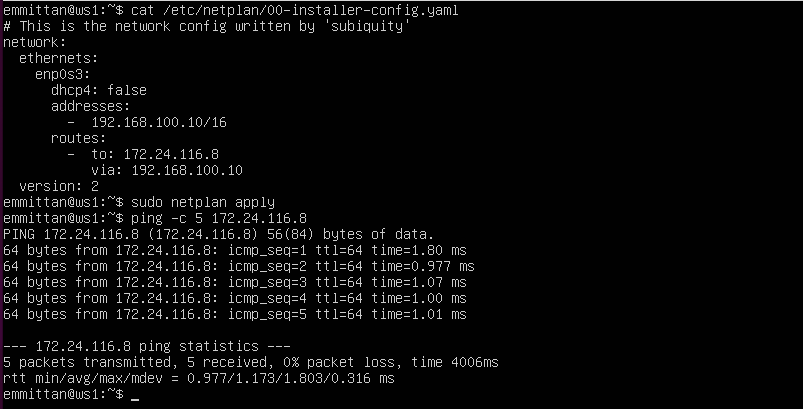 emmittan@ws1:~$ cat /etc/netplan/00-installer-config.yaml
# This is the network config written by 'subiquity'
network:
  ethernets:
    enp0s3:
      dhcp4: false
      addresses:
        -  192.168.100.10/16
      routes:
        -  to: 172.24.116.8
           via: 192.168.100.10
  version: 2
emmittan@ws1:~$ sudo netplan apply
emmittan@ws1:~$ ping -c 5 172.24.116.8
PING 172.24.116.8 (172.24.116.8) 56(84) bytes of data.
64 bytes from 172.24.116.8: icmp_seq=1 ttl=64 time=1.80 ms
64 bytes from 172.24.116.8: icmp_seq=2 ttl=64 time=0.977 ms
64 bytes from 172.24.116.8: icmp_seq=3 ttl=64 time=1.07 ms
64 bytes from 172.24.116.8: icmp_seq=4 ttl=64 time=1.00 ms
64 bytes from 172.24.116.8: icmp_seq=5 ttl=64 time=1.01 ms

--- 172.24.116.8 ping statistics ---
5 packets transmitted, 5 received, 0% packet loss, time 4006ms
rtt min/avg/max/mdev = 0.977/1.173/1.803/0.316 ms
emmittan@ws1:~$ _